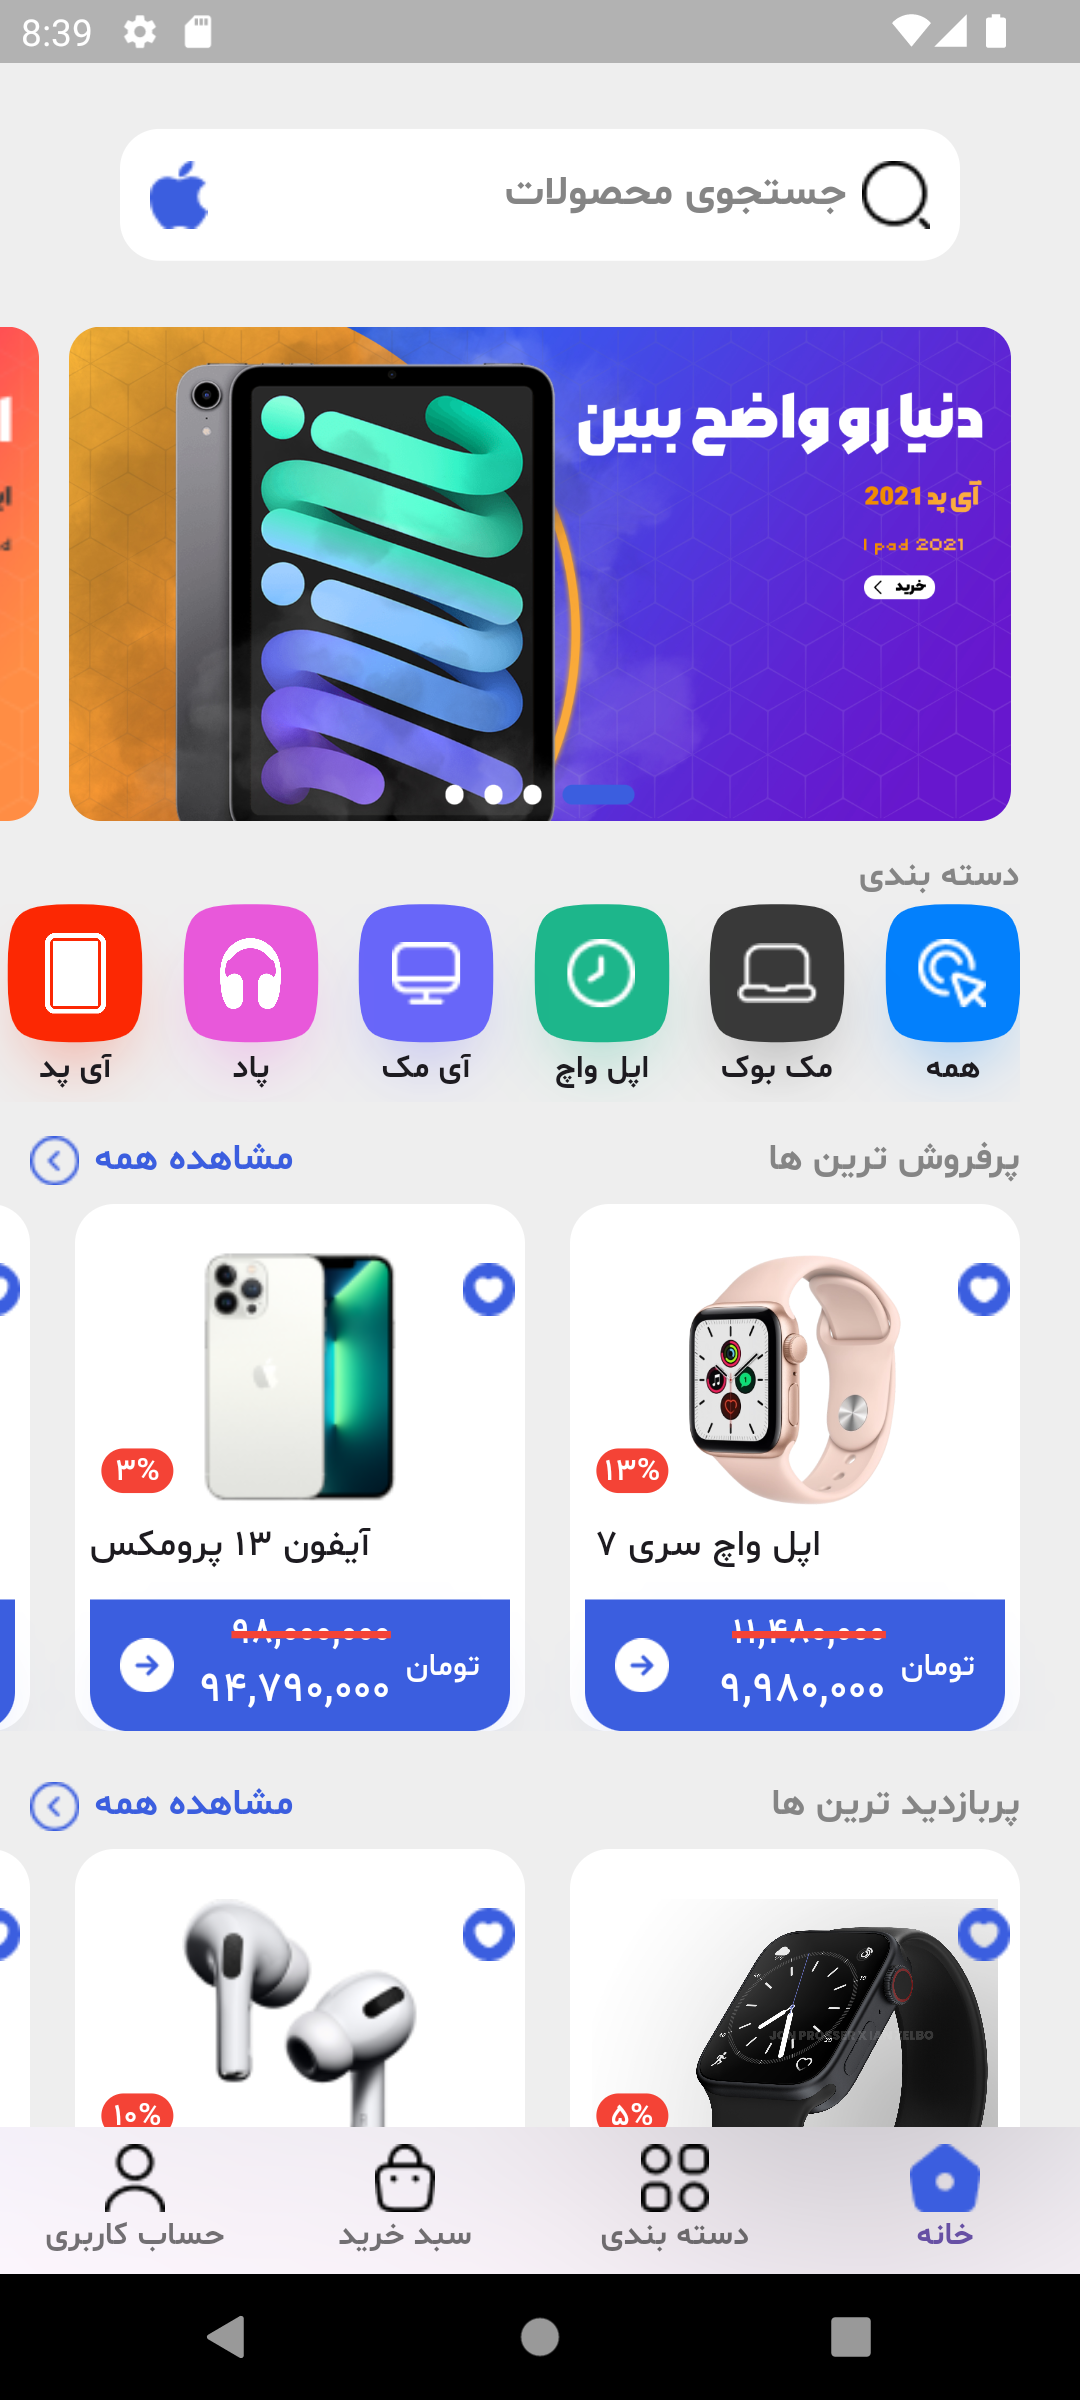 8:39
جستجوی محصولات
دنیا رو واضح ببین
آی پد 2021
I pad 2021
خرید
دسته بندی
همه
مک بوک
اپل واچ
آی مک
پاد
آی پد
پرفروش ترین ها
مشاهده همه
۱۳%
اپل واچ سری ۷
۱۱,۴۸۰,۰۰۰
۹,۹۸۰,۰۰۰
تومان
۳%
آیفون ۱۳ پرومکس
۹۸,۰۰۰,۰۰۰
۹۴,۷۹۰,۰۰۰
تومان
پربازدید ترین ها
مشاهده همه
۵%
۱۰%
خانه
دسته بندی
سبد خرید
حساب کاربری